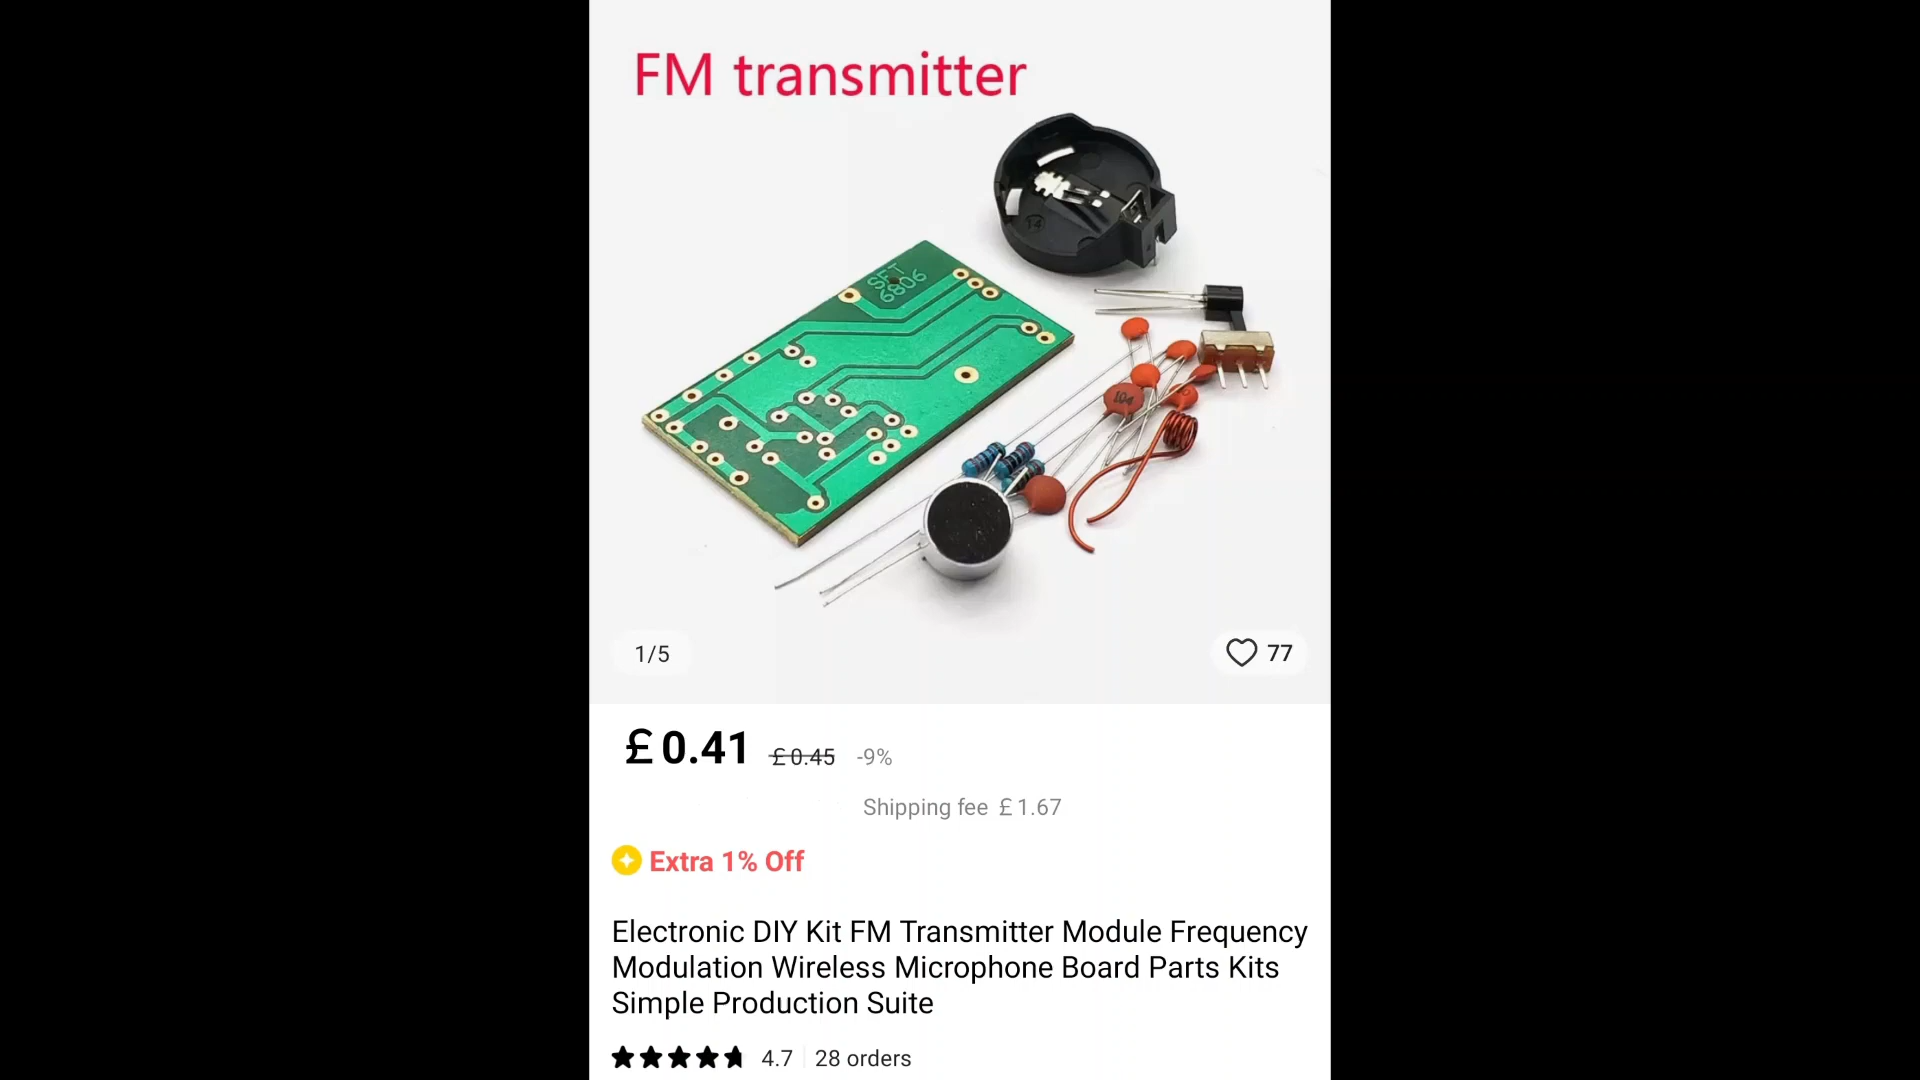 FM transmitter
14
SFT
6806
104
1/5
77
£0.41 £0.45 -9%
Shipping fee £1.67
Extra 1% Off
Electronic DIY Kit FM Transmitter Module Frequency
Modulation Wireless Microphone Board Parts Kits
Simple Production Suite
4.7 28 orders